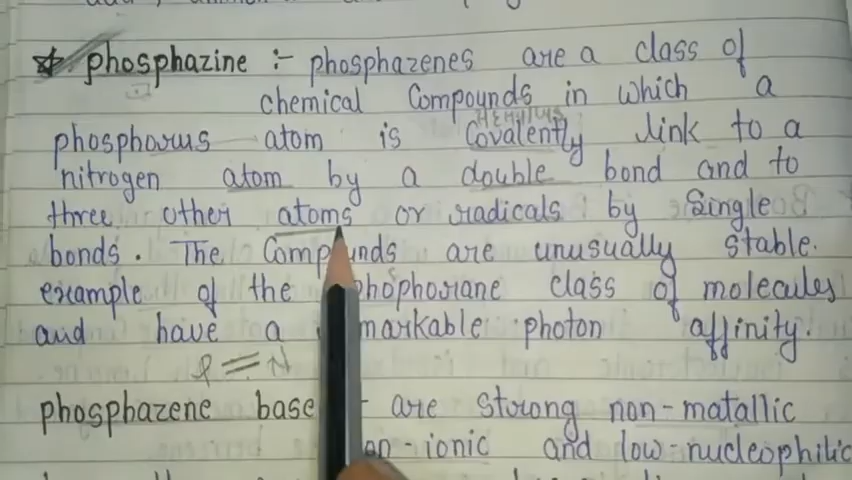 phosphazine :- phosphazenes are a class of
chemical Compounds in which a
phosphorus atom is Covalently link to a
nitrogen atom by a double bond and to
three other atoms or radicals by Single
bonds. The Compounds are unusually stable.
example of the phophorane class of molecules
and have a markable photon affinity.
P = N
phosphazene base - are strong non-matallic
on-ionic and low-nucleophilic